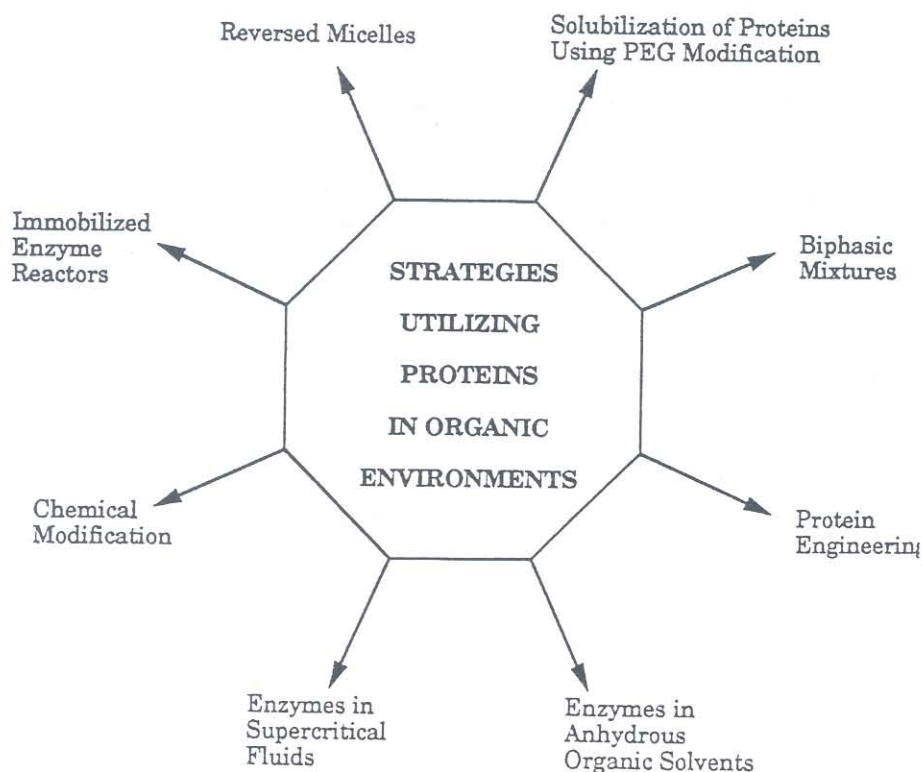 Reversed Micelles
Solubilization of Proteins
Using PEG Modification
Immobilized
Enzyme
Reactors
Biphasic
Mixtures
STRATEGIES
UTILIZING
PROTEINS
IN ORGANIC
ENVIRONMENTS
Chemical
Modification
Protein
Engineering
Enzymes in
Supercritical
Fluids
Enzymes in
Anhydrous
Organic Solvents